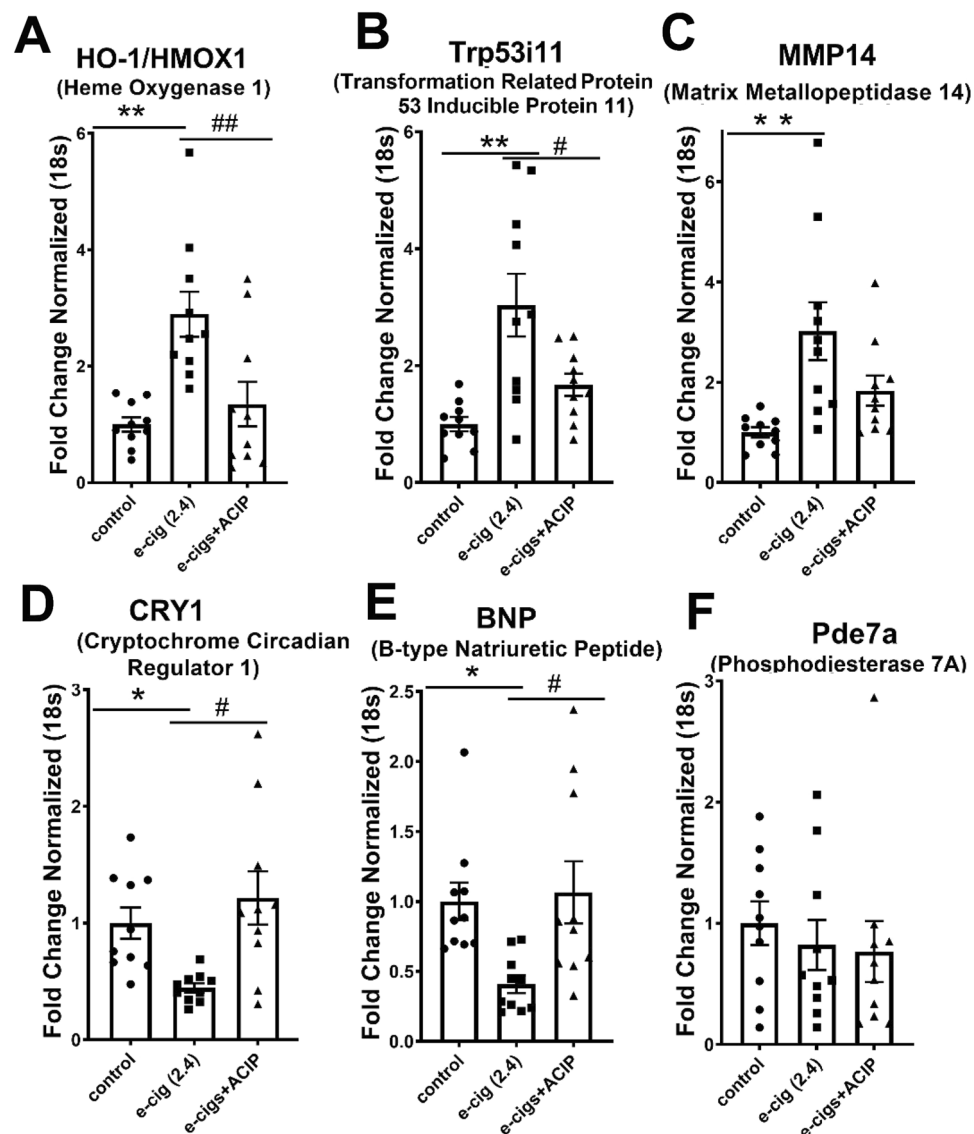 A
HO-1/HMOX1
(Heme Oxygenase 1)
** ##
Fold Change Normalized (18s)
6
4
2
0
control
e-cig (2.4)
e-cigs+ACIP
B
Trp53i11
(Transformation Related Protein
53 Inducible Protein 11)
** #
Fold Change Normalized (18s)
6
4
2
0
control
e-cig (2.4)
e-cigs+ACIP
C
MMP14
(Matrix Metallopeptidase 14)
* *
Fold Change Normalized (18s)
6
4
2
0
control
e-cig (2.4)
e-cigs+ACIP
D
CRY1
(Cryptochrome Circadian
Regulator 1)
* #
Fold Change Normalized (18s)
3
2
1
0
control
e-cig (2.4)
e-cigs+ACIP
E
BNP
(B-type Natriuretic Peptide)
* #
Fold Change Normalized (18s)
2.5
2.0
1.5
1.0
0.5
0.0
control
e-cig (2.4)
e-cigs+ACIP
F
Pde7a
(Phosphodiesterase 7A)
Fold Change Normalized (18s)
3
2
1
0
control
e-cig (2.4)
e-cigs+ACIP